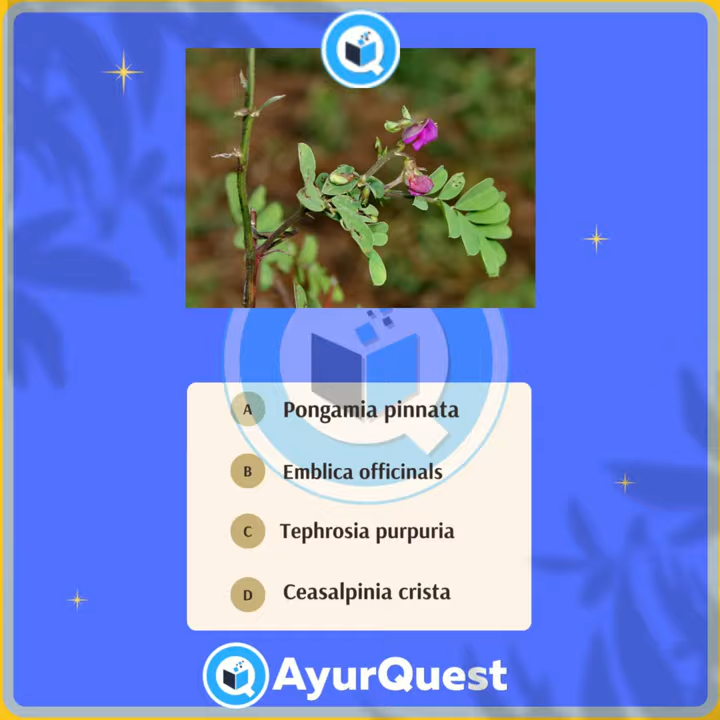 A Pongamia pinnata
B Emblica officinals
C Tephrosia purpuria
D Ceasalpinia crista
AyurQuest